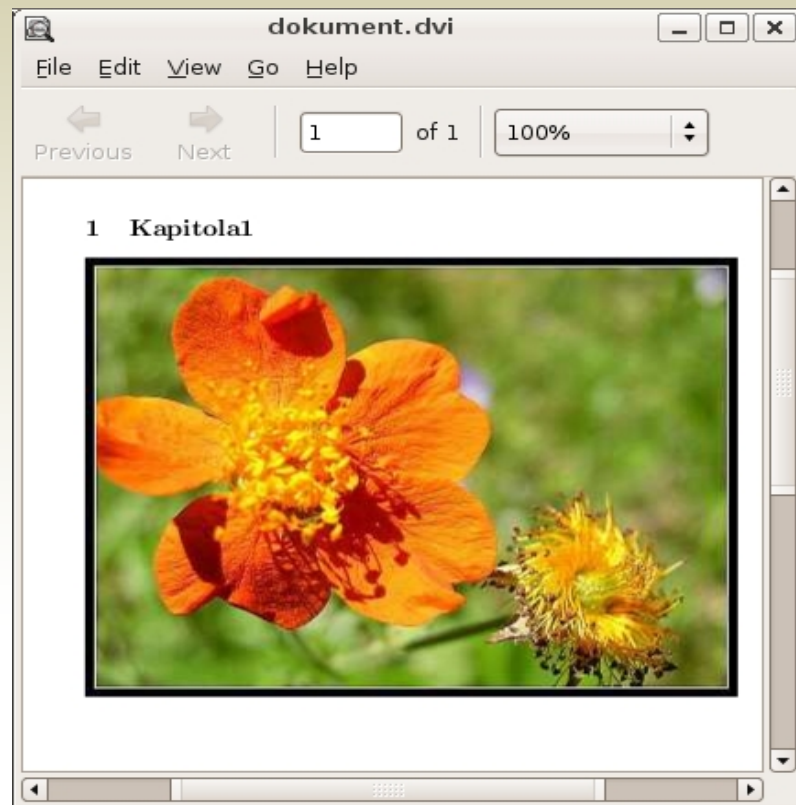 dokument.dvi
File Edit View Go Help
1 of 1 100%
Previous Next
1 Kapitola1